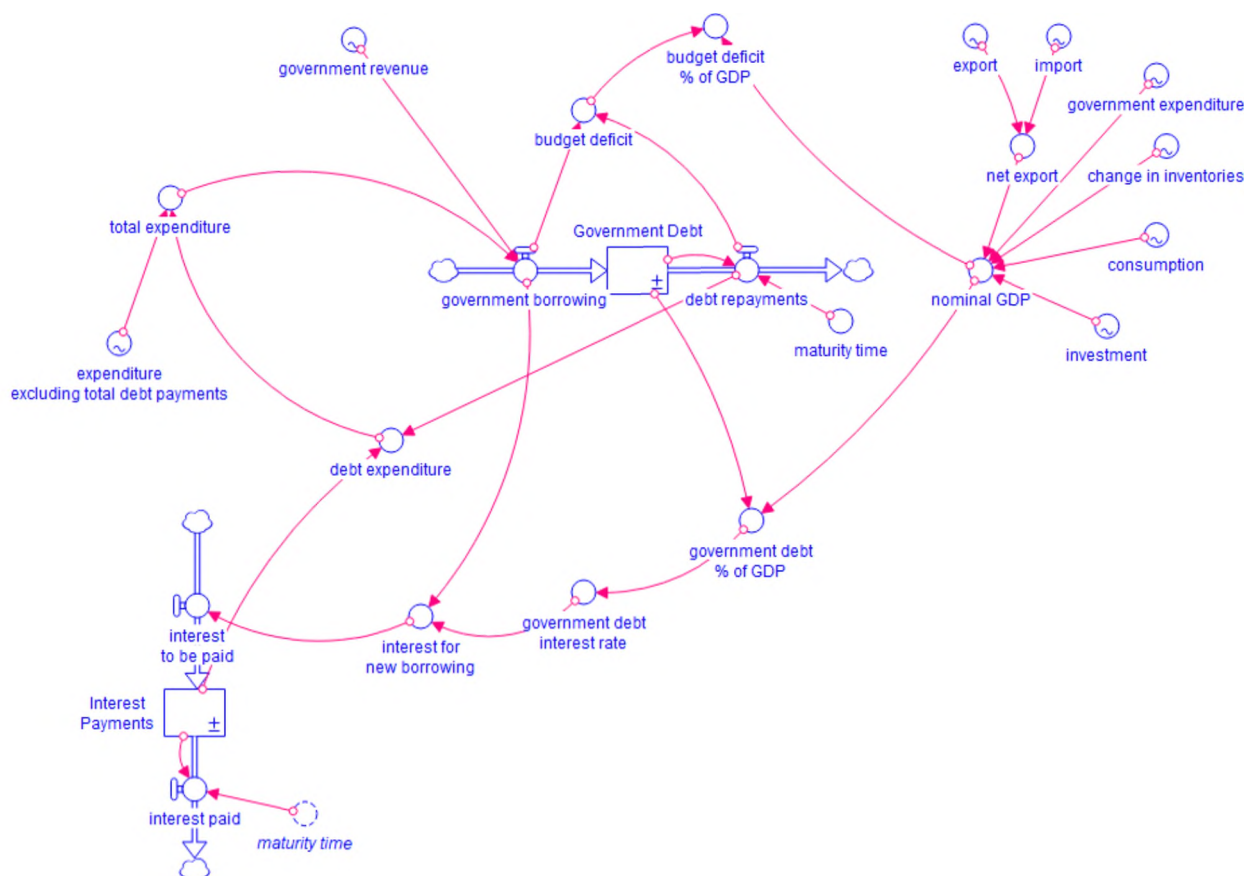 government revenue
budget deficit
% of GDP
export
import
government expenditure
budget deficit
net export
change in inventories
total expenditure
Government Debt
consumption
government borrowing
debt repayments
nominal GDP
maturity time
investment
expenditure
excluding total debt payments
debt expenditure
government debt
% of GDP
government debt
interest rate
interest for
new borrowing
interest
to be paid
Interest
Payments
±
±
interest paid
maturity time